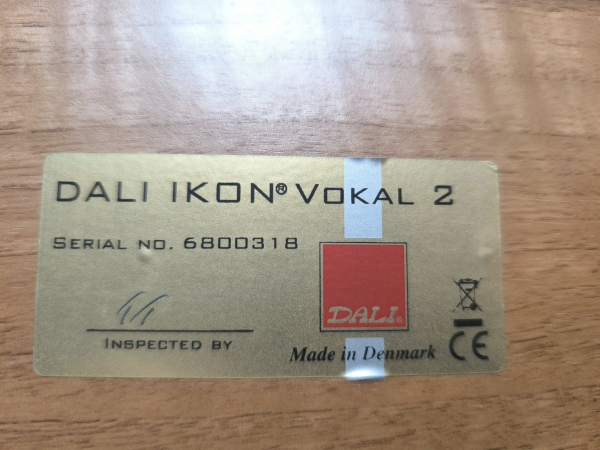 DALI IKON® VOKAL 2
SERIAL NO. 6800318
DALI®
INSPECTED BY
Made in Denmark CE